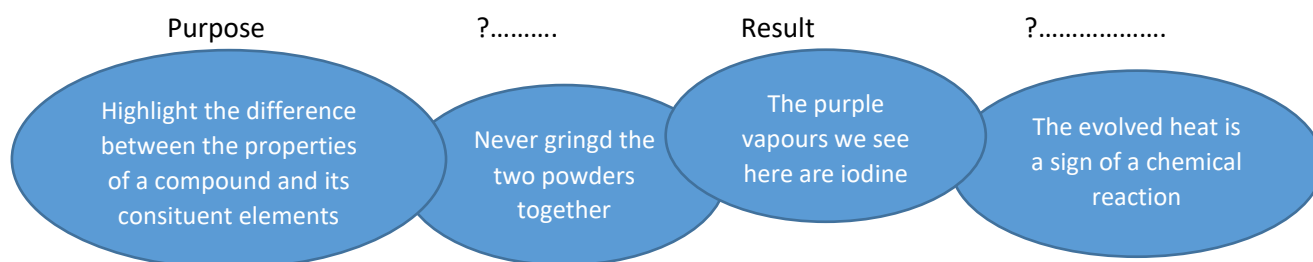 Purpose
?……….
Result
?……………….
Highlight the difference
between the properties
of a compound and its
consituent elements
Never gringd the
two powders
together
The purple
vapours we see
here are iodine
The evolved heat is
a sign of a chemical
reaction